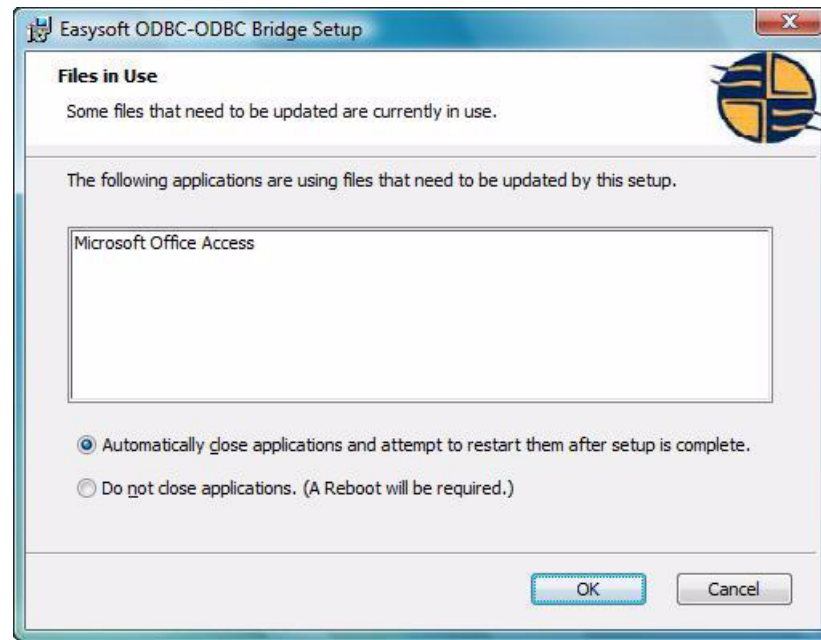 Easysoft ODBC-ODBC Bridge Setup
Files in Use
Some files that need to be updated are currently in use.
The following applications are using files that need to be updated by this setup.
Microsoft Office Access
Automatically close applications and attempt to restart them after setup is complete.
Do not close applications. (A Reboot will be required.)
OK
Cancel